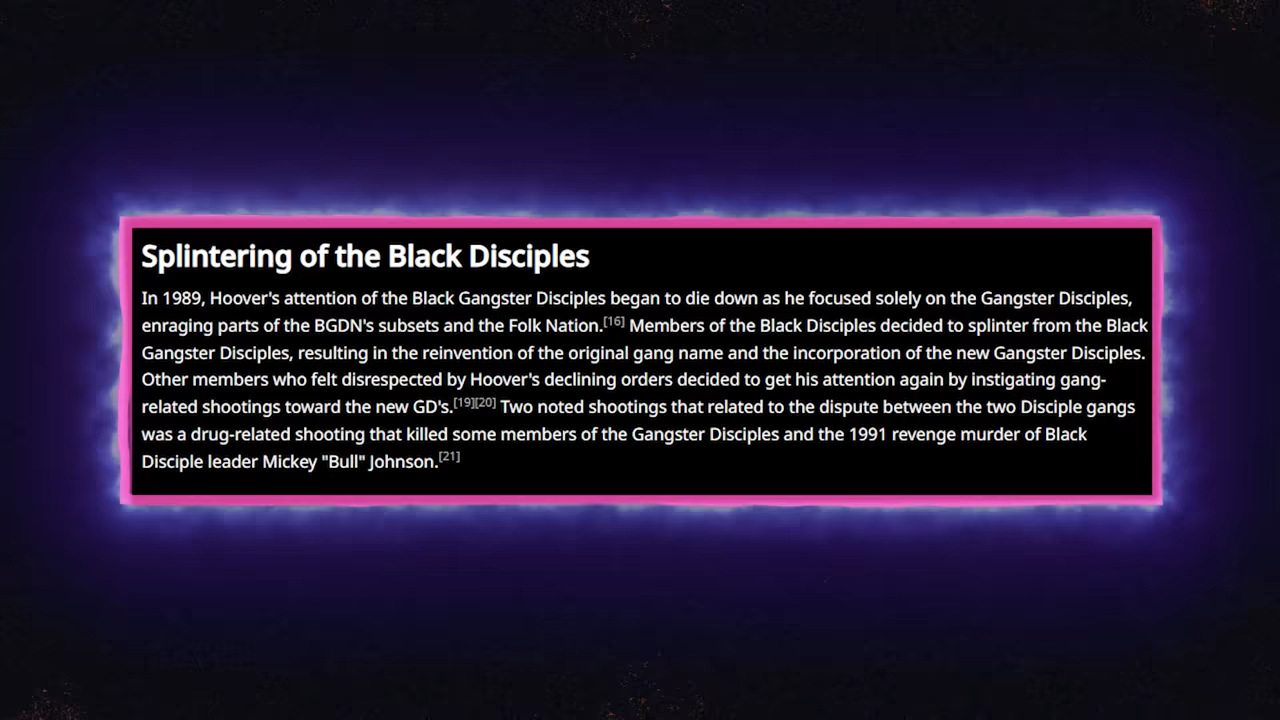 Splintering of the Black Disciples
In 1989, Hoover's attention of the Black Gangster Disciples began to die down as he focused solely on the Gangster Disciples,
enraging parts of the BGDN's subsets and the Folk Nation.[16] Members of the Black Disciples decided to splinter from the Black
Gangster Disciples, resulting in the reinvention of the original gang name and the incorporation of the new Gangster Disciples.
Other members who felt disrespected by Hoover's declining orders decided to get his attention again by instigating gang-
related shootings toward the new GD's.[19][20] Two noted shootings that related to the dispute between the two Disciple gangs
was a drug-related shooting that killed some members of the Gangster Disciples and the 1991 revenge murder of Black
Disciple leader Mickey "Bull" Johnson.[21]